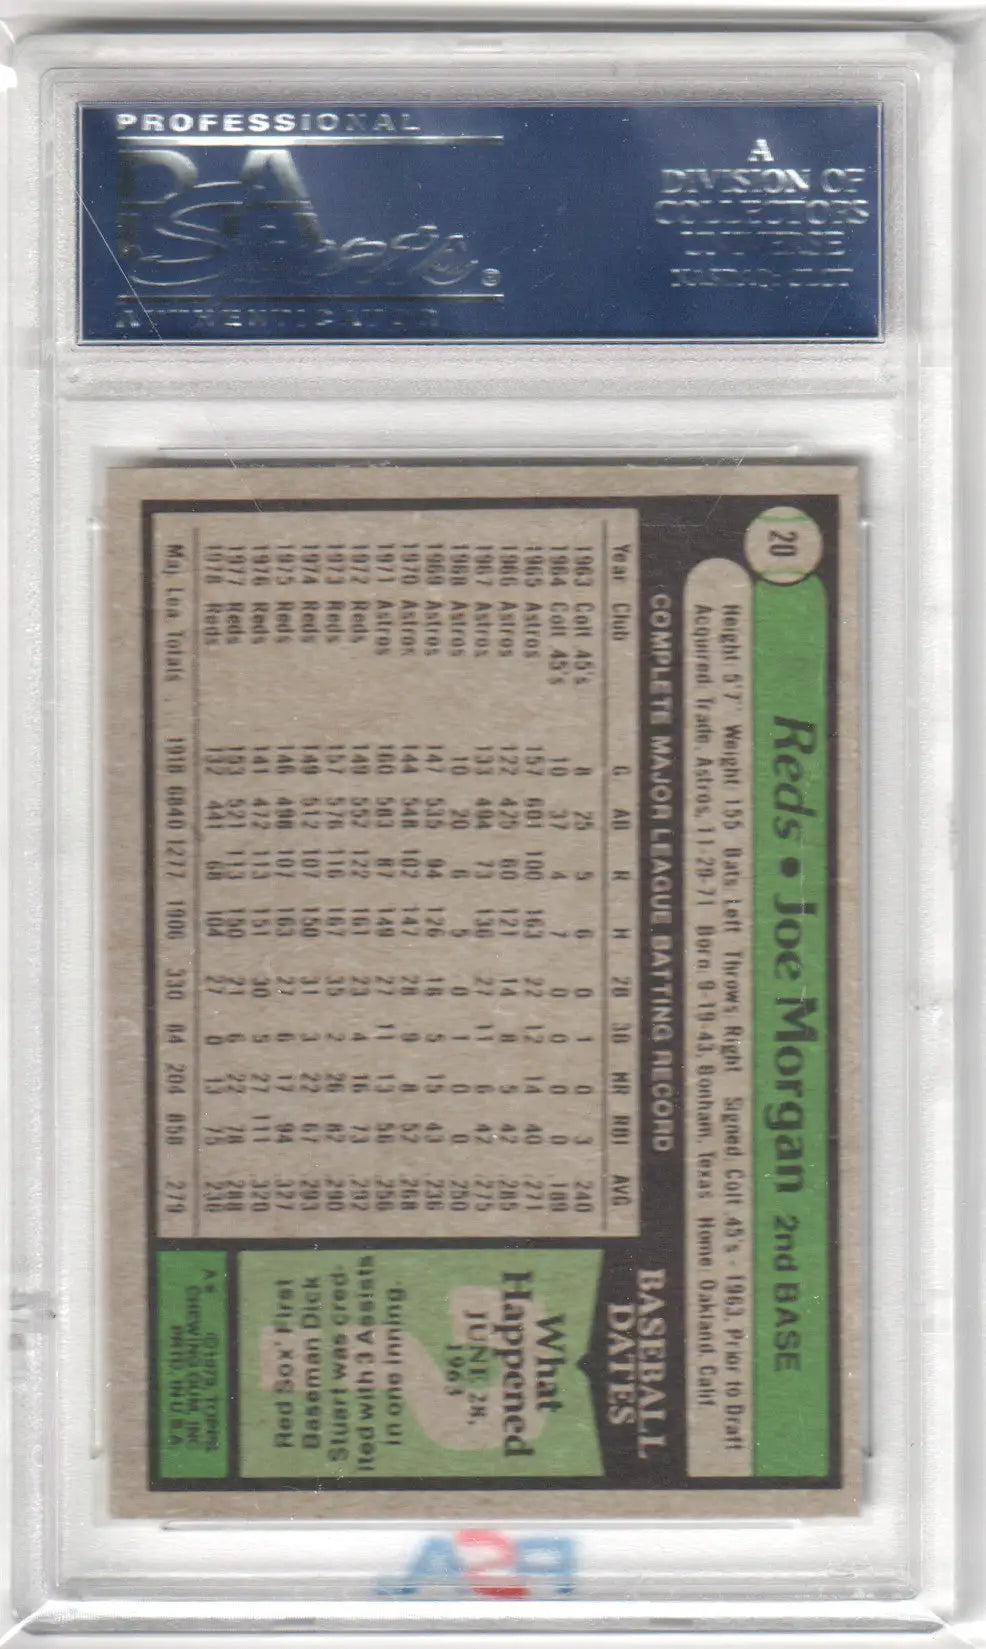 PROFESSIONAL
PSA
Sports
AUTHENTICATOR
A
DIVISION OF
COLLECTORS
UNIVERSE
NASDAQ: CLCT
20
Reds • Joe Morgan 2nd BASE
Height 5'7" Weight: 155 Bats Left Throws Right Signed Colt .45's - 1963, Prior to Draft
Acquired: Trade, Astros, 11-29-71 Born: 9-19-43, Bonham, Texas Home: Oakland, Calif.
COMPLETE MAJOR LEAGUE BATTING RECORD
Year Club G AB R H 2B 3B HR RBI AVG
1963 Colt .45's 8 25 5 6 0 1 0 3 .240
1964 Colt .45's 10 37 4 7 0 0 0 0 .189
1965 Astros 157 601 100 163 22 12 14 40 .271
1966 Astros 122 425 60 121 14 8 5 42 .285
1967 Astros 133 494 73 136 27 11 6 42 .275
1968 Astros 10 20 6 5 0 1 0 0 .250
1969 Astros 147 535 94 126 18 5 15 43 .236
1970 Astros 144 548 102 147 28 9 8 52 .268
1971 Astros 160 583 87 149 27 11 13 56 .256
1972 Reds 149 552 122 161 23 4 16 73 .292
1973 Reds 157 576 116 167 35 2 26 82 .290
1974 Reds 149 512 107 150 31 3 22 67 .293
1975 Reds 146 498 107 163 27 6 17 94 .327
1976 Reds 141 472 113 151 30 5 27 111 .320
1977 Reds 153 521 113 150 21 6 22 78 .288
1978 Reds 132 441 68 104 27 0 13 75 .236
Maj. Lea. Totals 1918 6840 1277 1906 330 84 204 858 .279
BASEBALL
DATES
What
Happened
JUNE 28,
1963
Red Sox' First
Baseman Dick
Stuart was cred-
ited with 3 Assists
in one inning.
©1979 TOPPS
CHEWING GUM, INC.
PRTD. IN U.S.A.
PSA